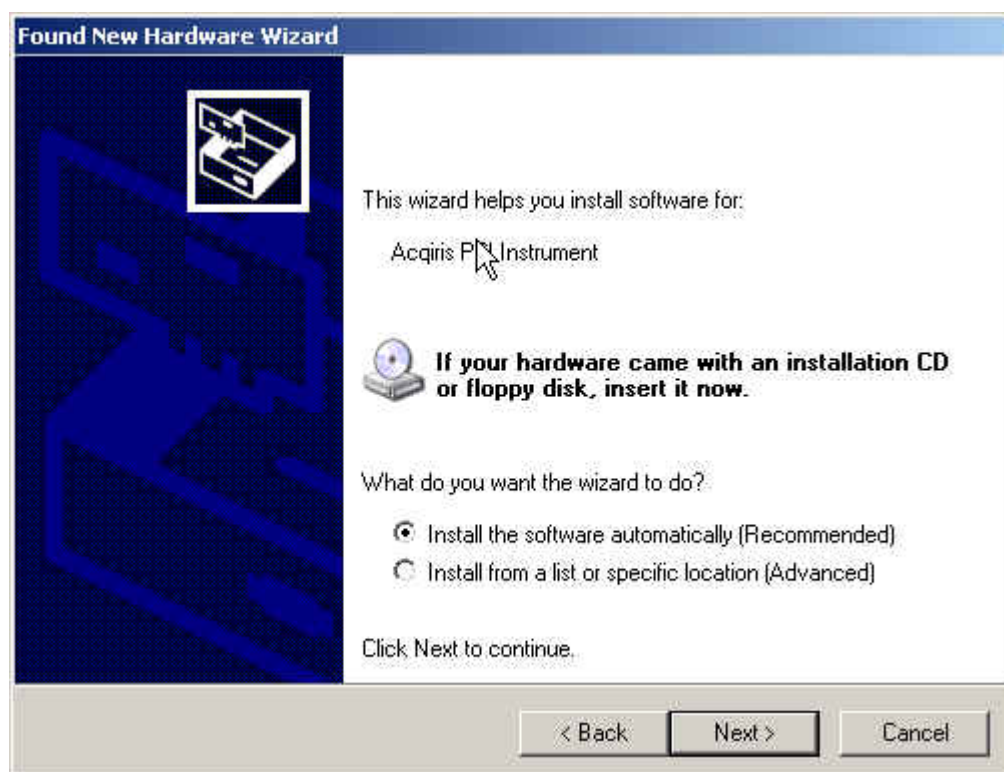 Found New Hardware Wizard
This wizard helps you install software for:
Acqiris Instrument
If your hardware came with an installation CD
or floppy disk, insert it now.
What do you want the wizard to do?
Install the software automatically (Recommended)
Install from a list or specific location (Advanced)
Click Next to continue.
< Back
Next >
Cancel